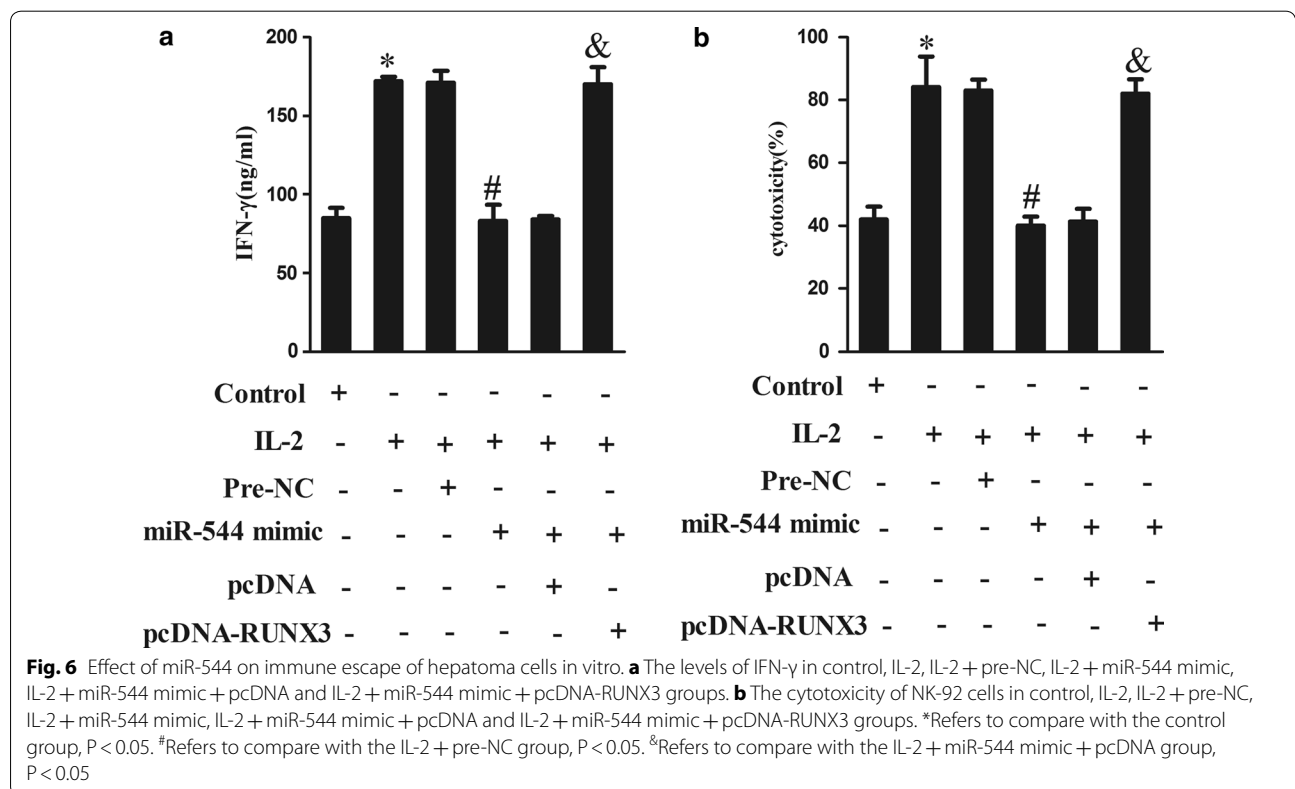 a
b
200
150
100
50
0
IFN-γ(ng/ml)
*
#
&
100
80
60
40
20
0
cytotoxicity(%)
*
#
&
Control + - - - - -
IL-2 - + + + + +
Pre-NC - - + - - -
miR-544 mimic - - - + + +
pcDNA - - - - + -
pcDNA-RUNX3 - - - - - +
Control + - - - - -
IL-2 - + + + + +
Pre-NC - - + - - -
miR-544 mimic - - - + + +
pcDNA - - - - + -
pcDNA-RUNX3 - - - - - +
Fig. 6 Effect of miR-544 on immune escape of hepatoma cells in vitro. a The levels of IFN-γ in control, IL-2, IL-2 + pre-NC, IL-2 + miR-544 mimic,
IL-2 + miR-544 mimic + pcDNA and IL-2 + miR-544 mimic + pcDNA-RUNX3 groups. b The cytotoxicity of NK-92 cells in control, IL-2, IL-2 + pre-NC,
IL-2 + miR-544 mimic, IL-2 + miR-544 mimic + pcDNA and IL-2 + miR-544 mimic + pcDNA-RUNX3 groups. *Refers to compare with the control
group, P < 0.05. #Refers to compare with the IL-2 + pre-NC group, P < 0.05. &Refers to compare with the IL-2 + miR-544 mimic + pcDNA group,
P < 0.05